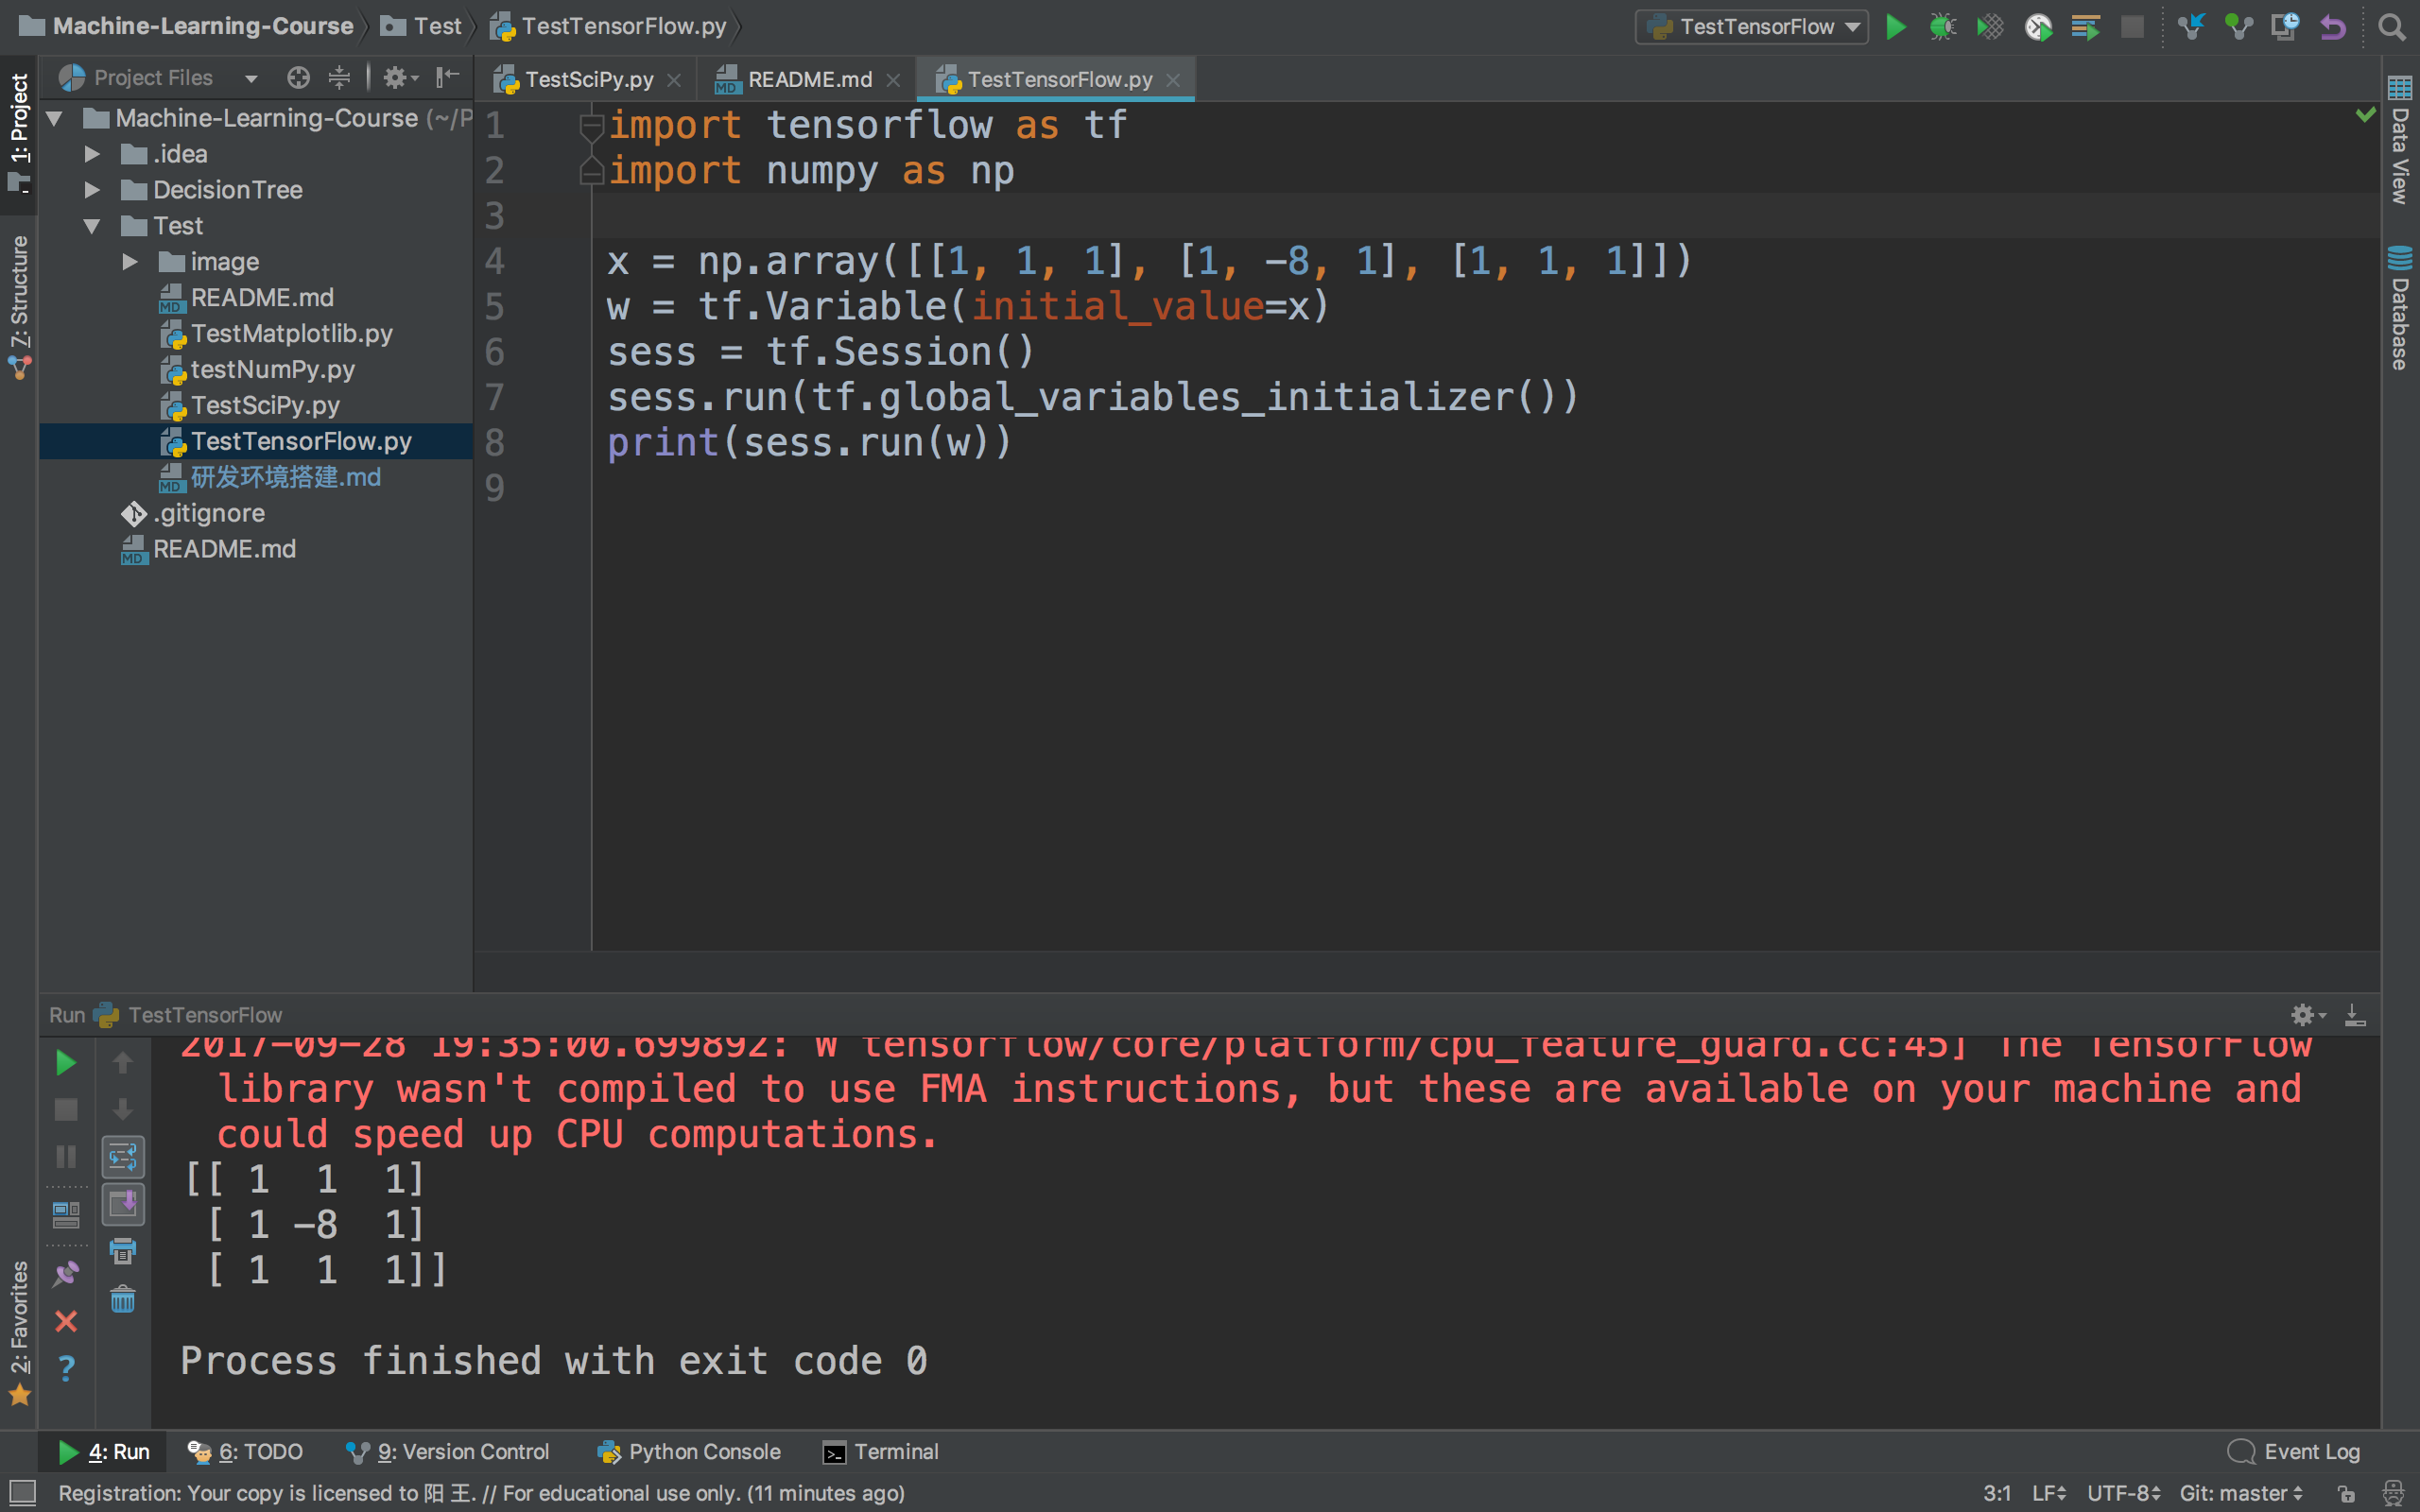 Machine-Learning-Course Test TestTensorFlow.py TestTensorFlow
Project Files
TestSciPy.py README.md TestTensorFlow.py
1: Project
7: Structure
2: Favorites
Machine-Learning-Course (~/P
.idea
DecisionTree
Test
image
README.md
TestMatplotlib.py
testNumPy.py
TestSciPy.py
TestTensorFlow.py
研发环境搭建.md
.gitignore
README.md
1 import tensorflow as tf
2 import numpy as np
3
4 x = np.array([[1, 1, 1], [1, -8, 1], [1, 1, 1]])
5 w = tf.Variable(initial_value=x)
6 sess = tf.Session()
7 sess.run(tf.global_variables_initializer())
8 print(sess.run(w))
9
Data View
Database
Run TestTensorFlow
2017-09-28 19:35:00.699892: W tensorflow/core/platform/cpu_feature_guard.cc:45] The TensorFlow
library wasn't compiled to use FMA instructions, but these are available on your machine and
could speed up CPU computations.
[[ 1  1  1]
[ 1 -8  1]
[ 1  1  1]]
Process finished with exit code 0
4: Run 6: TODO 9: Version Control Python Console Terminal Event Log
Registration: Your copy is licensed to 阳 王. // For educational use only. (11 minutes ago) 3:1 LF UTF-8 Git: master